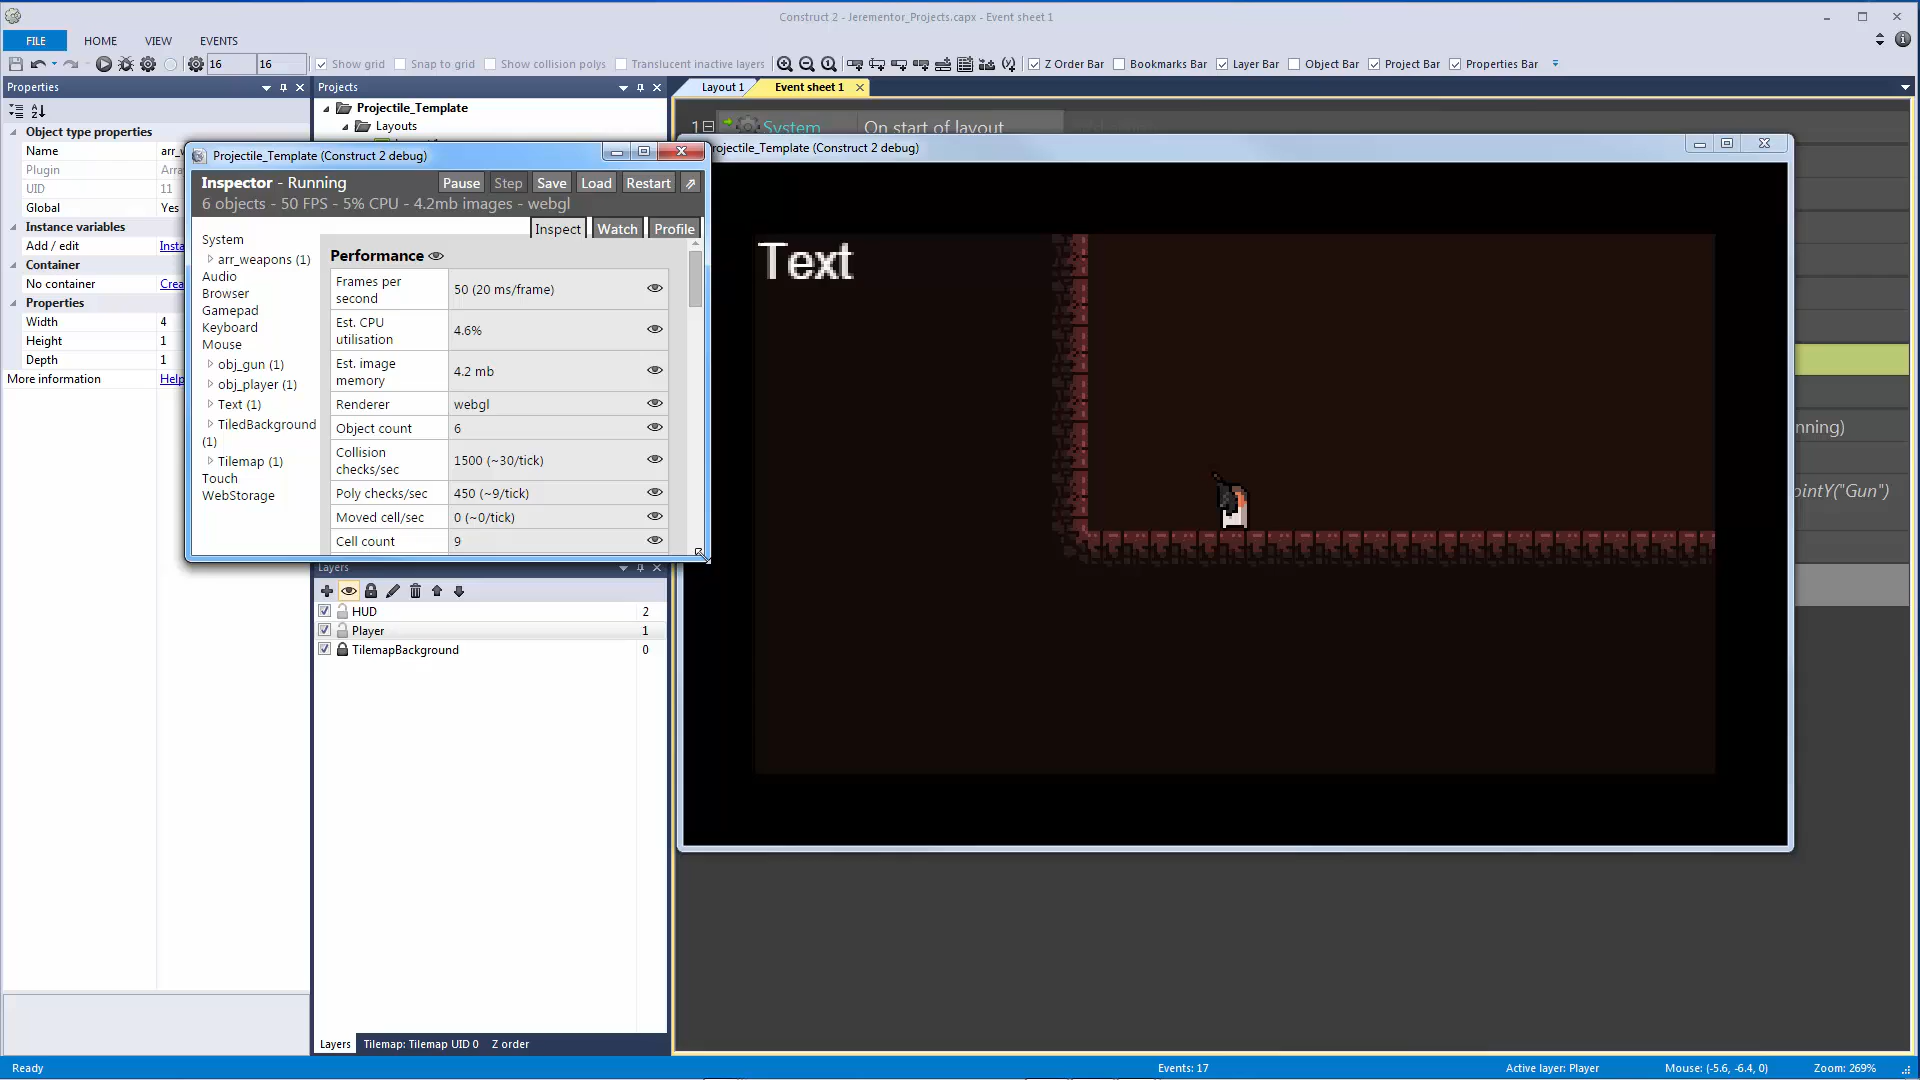 Construct 2 - Jerementor_Projects.capx - Event sheet 1
FILE HOME VIEW EVENTS
16 16 Show grid Snap to grid Show collision polys Translucent inactive layers Z Order Bar Bookmarks Bar Layer Bar Object Bar Project Bar Properties Bar
Properties
Object type properties
Name arr_
Plugin Arra
UID 11
Global Yes
Instance variables
Add / edit Insta
Container
No container Crea
Properties
Width 4
Height 1
Depth 1
More information Help
Projects
Projectile_Template
Layouts
Layout 1 Event sheet 1
1 System On start of layout
Projectile_Template (Construct 2 debug)
Inspector - Running
Pause Step Save Load Restart
6 objects - 50 FPS - 5% CPU - 4.2mb images - webgl
Inspect Watch Profile
System
arr_weapons (1)
Audio
Browser
Gamepad
Keyboard
Mouse
obj_gun (1)
obj_player (1)
Text (1)
TiledBackground
(1)
Tilemap (1)
Touch
WebStorage
Performance
Frames per
second 50 (20 ms/frame)
Est. CPU
utilisation 4.6%
Est. image
memory 4.2 mb
Renderer webgl
Object count 6
Collision
checks/sec 1500 (~30/tick)
Poly checks/sec 450 (~9/tick)
Moved cell/sec 0 (~0/tick)
Cell count 9
rojectile_Template (Construct 2 debug)
Text
nning)
ointY("Gun")
Layers
HUD 2
Player 1
TilemapBackground 0
Layers Tilemap: Tilemap UID 0 Z order
Ready Events: 17 Active layer: Player Mouse: (-5.6, -6.4, 0) Zoom: 269%